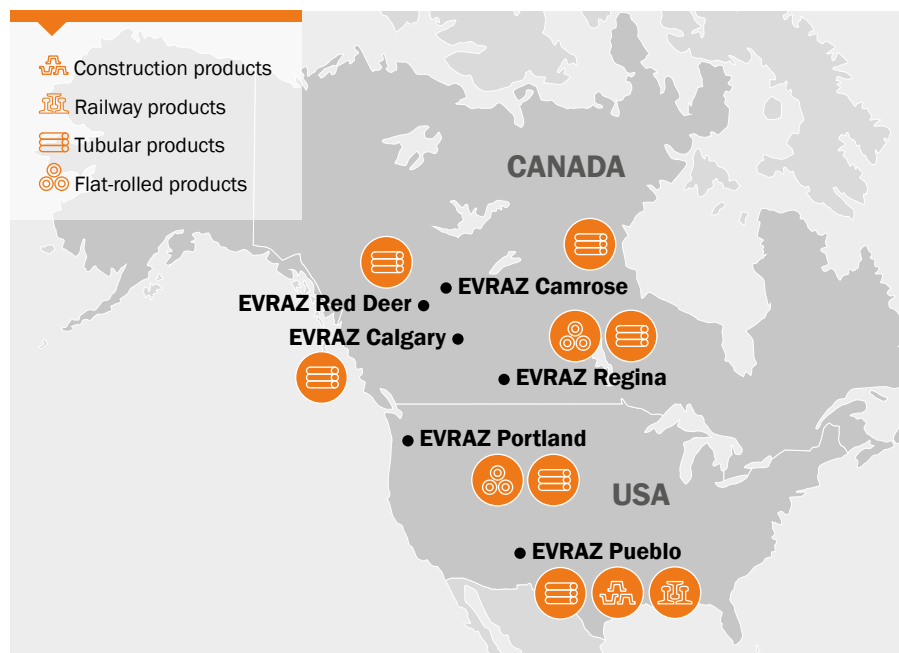 Construction products
Railway products
Tubular products
Flat-rolled products
CANADA
EVRAZ Camrose
EVRAZ Red Deer
EVRAZ Calgary
EVRAZ Regina
EVRAZ Portland
USA
EVRAZ Pueblo